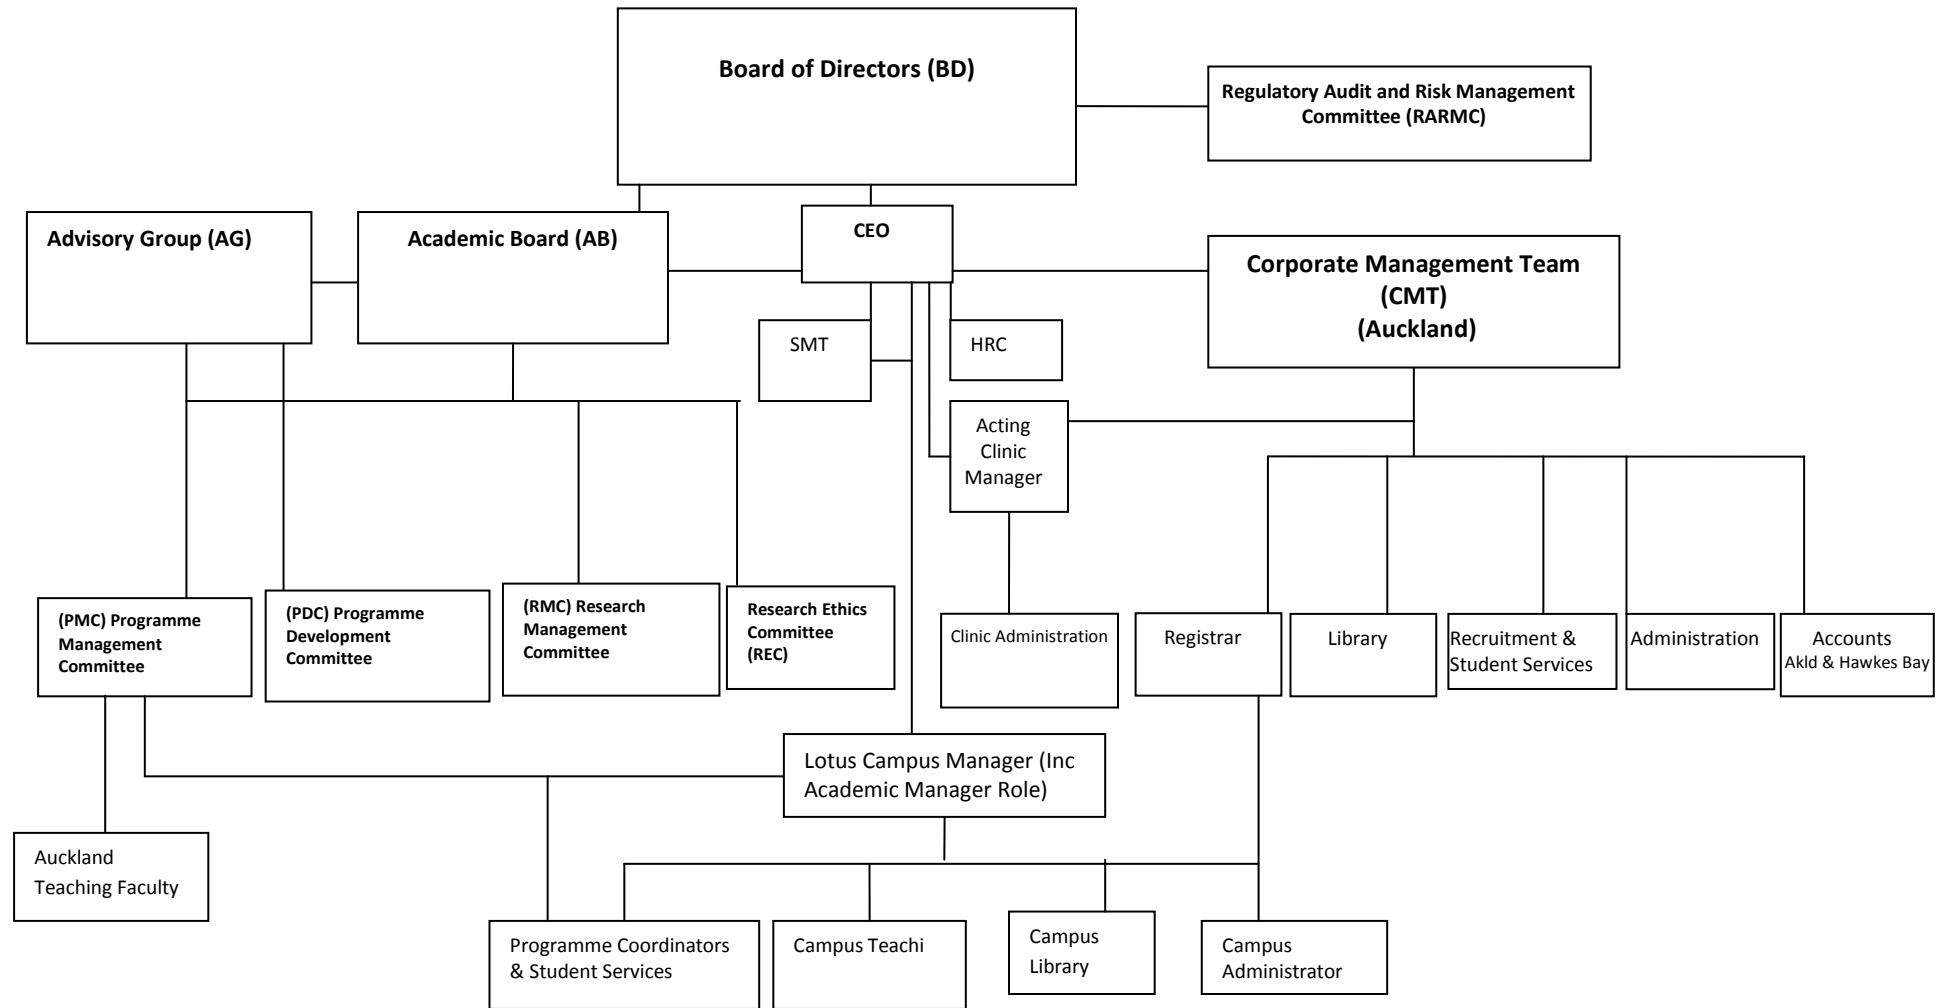 Board of Directors (BD)
Regulatory Audit and Risk Management
Committee (RARMC)
Advisory Group (AG)
Academic Board (AB)
CEO
Corporate Management Team
(CMT)
(Auckland)
SMT
HRC
Acting
Clinic
Manager
(PMC) Programme
Management
Committee
(PDC) Programme
Development
Committee
(RMC) Research
Management
Committee
Research Ethics
Committee
(REC)
Clinic Administration
Registrar
Library
Recruitment &
Student Services
Administration
Accounts
Akld & Hawkes Bay
Lotus Campus Manager (Inc
Academic Manager Role)
Auckland
Teaching Faculty
Programme Coordinators
& Student Services
Campus Teachi
Campus
Library
Campus
Administrator